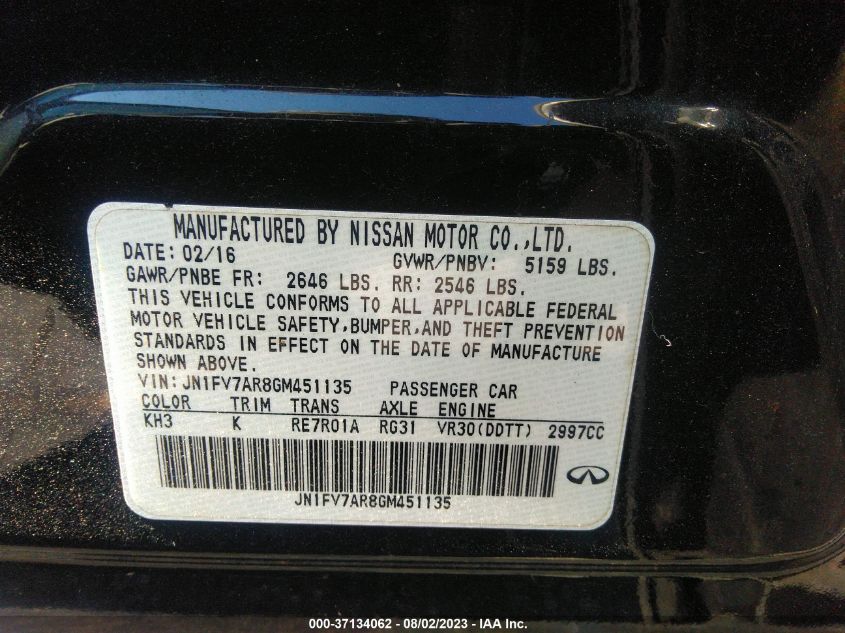 MANUFACTURED BY NISSAN MOTOR CO.,LTD.
DATE: 02/16 GVWR/PNBV: 5159 LBS.
GAWR/PNBE FR: 2646 LBS. RR: 2546 LBS.
THIS VEHICLE CONFORMS TO ALL APPLICABLE FEDERAL
MOTOR VEHICLE SAFETY,BUMPER,AND THEFT PREVENTION
STANDARDS IN EFFECT ON THE DATE OF MANUFACTURE
SHOWN ABOVE.
VIN: JN1FV7AR8GM451135 PASSENGER CAR
COLOR TRIM TRANS AXLE ENGINE
KH3 K RE7R01A RG31 VR30(DDTT) 2997CC
JN1FV7AR8GM451135
000-37134062 - 08/02/2023 - IAA Inc.